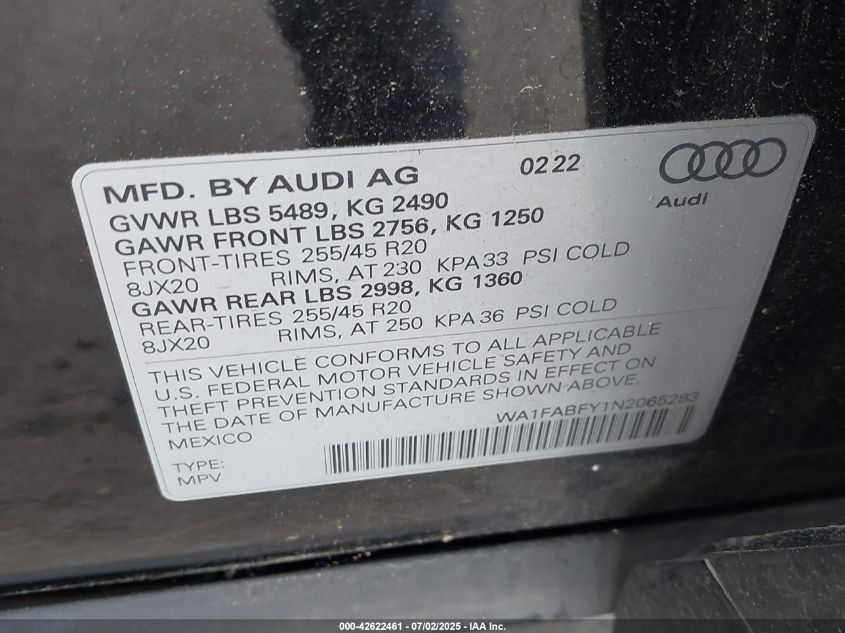 MFD. BY AUDI AG 0222
Audi
GVWR LBS 5489, KG 2490
GAWR FRONT LBS 2756, KG 1250
FRONT-TIRES 255/45 R20
8JX20 RIMS, AT 230 KPA 33 PSI COLD
GAWR REAR LBS 2998, KG 1360
REAR-TIRES 255/45 R20
8JX20 RIMS, AT 250 KPA 36 PSI COLD
THIS VEHICLE CONFORMS TO ALL APPLICABLE
U.S. FEDERAL MOTOR VEHICLE SAFETY AND
THEFT PREVENTION STANDARDS IN EFFECT ON
THE DATE OF MANUFACTURE SHOWN ABOVE.
MEXICO WA1FABFY1N2065283
TYPE:
MPV
000-42622461 - 07/02/2025 - IAA Inc.